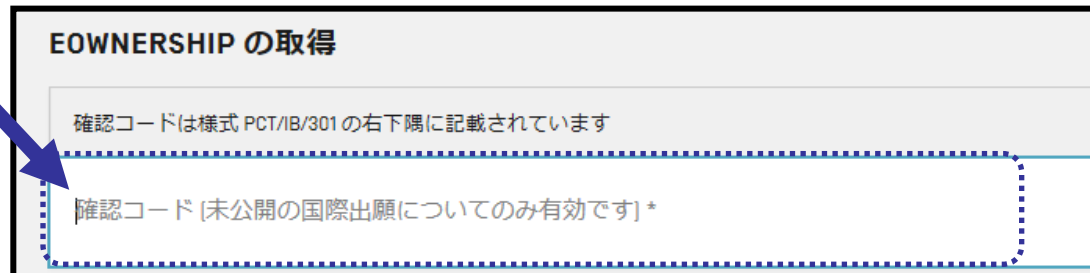 EOWNERSHIP の取得
確認コードは様式 PCT/IB/301 の右下隅に記載されています
確認コード [未公開の国際出願についてのみ有効です] *